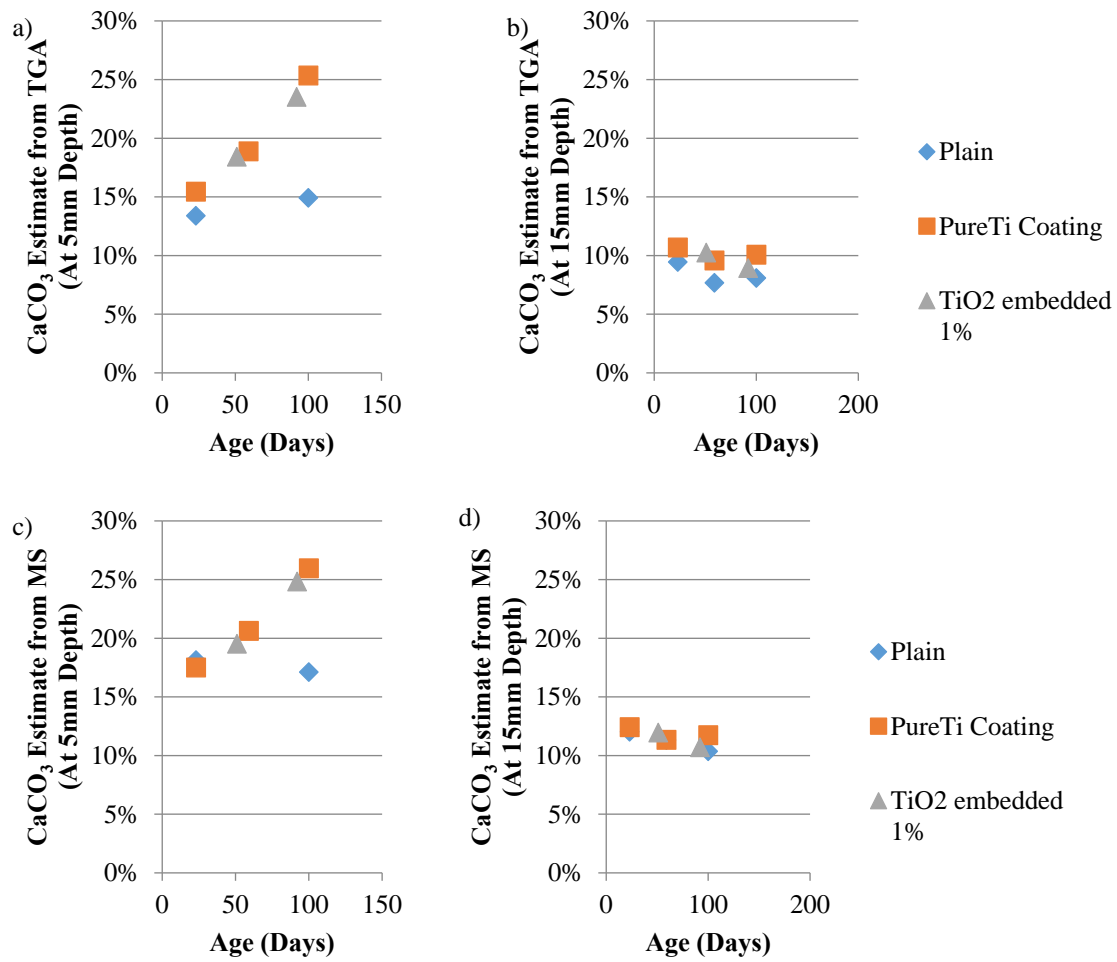 a)
CaCO₃ Estimate from TGA
(At 5mm Depth)
30%
25%
20%
15%
10%
5%
0%
0 50 100 150
Age (Days)
b)
CaCO₃ Estimate from TGA
(At 15mm Depth)
30%
25%
20%
15%
10%
5%
0%
0 100 200
Age (Days)
Plain
PureTi Coating
TiO2 embedded
1%
c)
CaCO₃ Estimate from MS
(At 5mm Depth)
30%
25%
20%
15%
10%
5%
0%
0 50 100 150
Age (Days)
d)
CaCO₃ Estimate from MS
(At 15mm Depth)
30%
25%
20%
15%
10%
5%
0%
0 100 200
Age (Days)
Plain
PureTi Coating
TiO2 embedded
1%